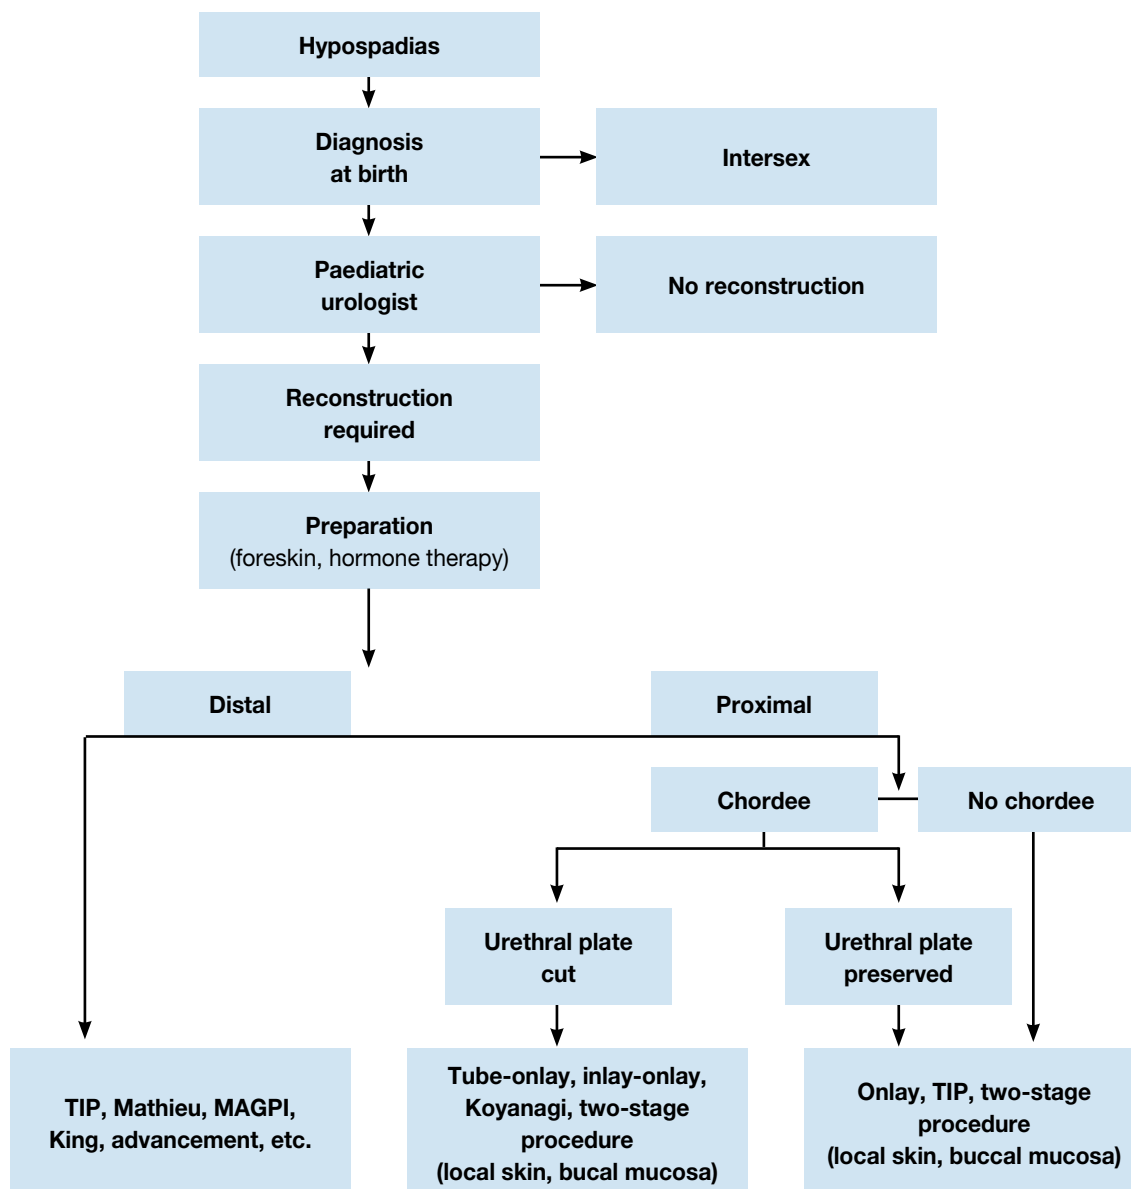 Hypospadias
Diagnosis
at birth
Intersex
Paediatric
urologist
No reconstruction
Reconstruction
required
Preparation
(foreskin, hormone therapy)
Distal
Proximal
Chordee
No chordee
Urethral plate
cut
Urethral plate
preserved
TIP, Mathieu, MAGPI,
King, advancement, etc.
Tube-onlay, inlay-onlay,
Koyanagi, two-stage
procedure
(local skin, bucal mucosa)
Onlay, TIP, two-stage
procedure
(local skin, buccal mucosa)